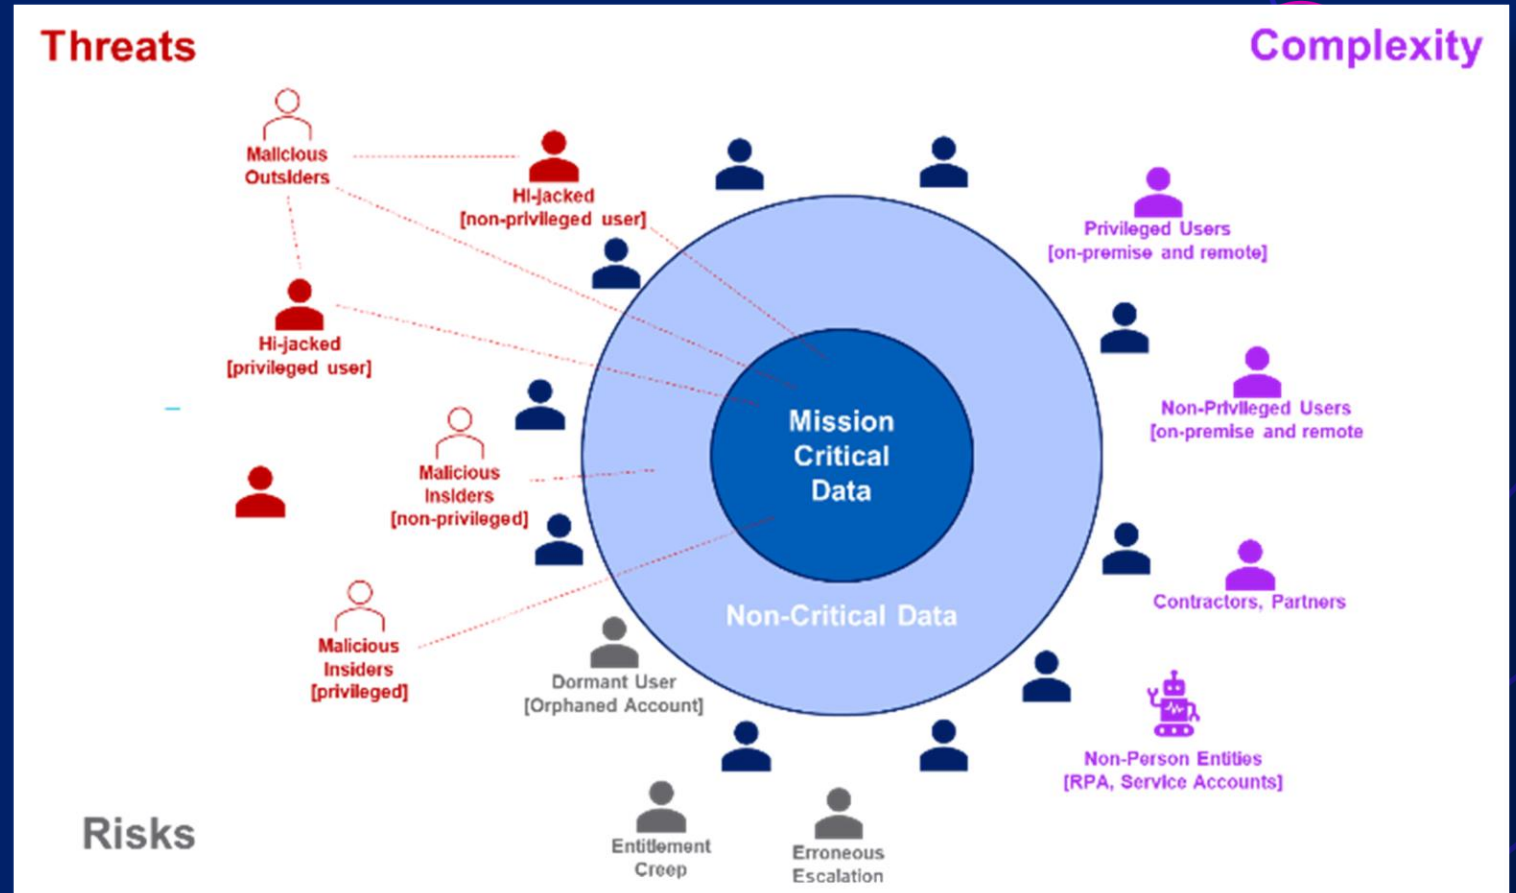 Threats
Complexity
Malicious
Outsiders
Hi-jacked
[non-privileged user]
Privileged Users
[on-premise and remote]
Hi-jacked
[privileged user]
Non-Privileged Users
[on-premise and remote
Malicious
Insiders
[non-privileged]
Mission
Critical
Data
Contractors, Partners
Non-Critical Data
Malicious
Insiders
[privileged]
Dormant User
[Orphaned Account]
Non-Person Entities
[RPA, Service Accounts]
Risks
Entitlement
Creep
Erroneous
Escalation